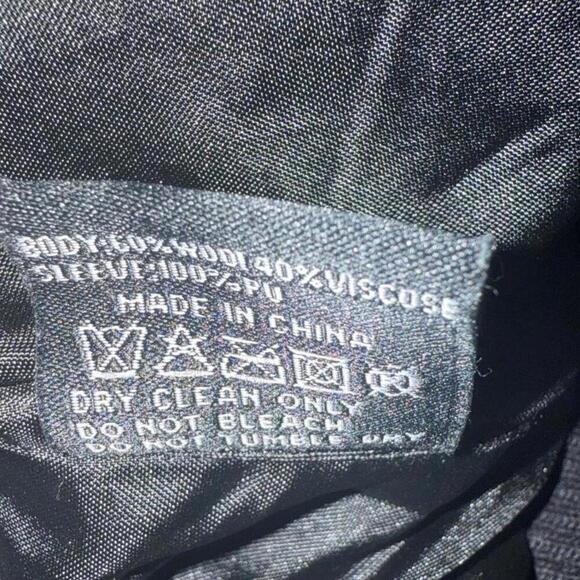 BODY:60%WOOL40%VISCOSE
SLEEVE:100%PU
MADE IN CHINA
DRY CLEAN ONLY
DO NOT BLEACH
DO NOT TUMBLE DRY